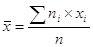 x̄ = ∑ nᵢ × xᵢ / n